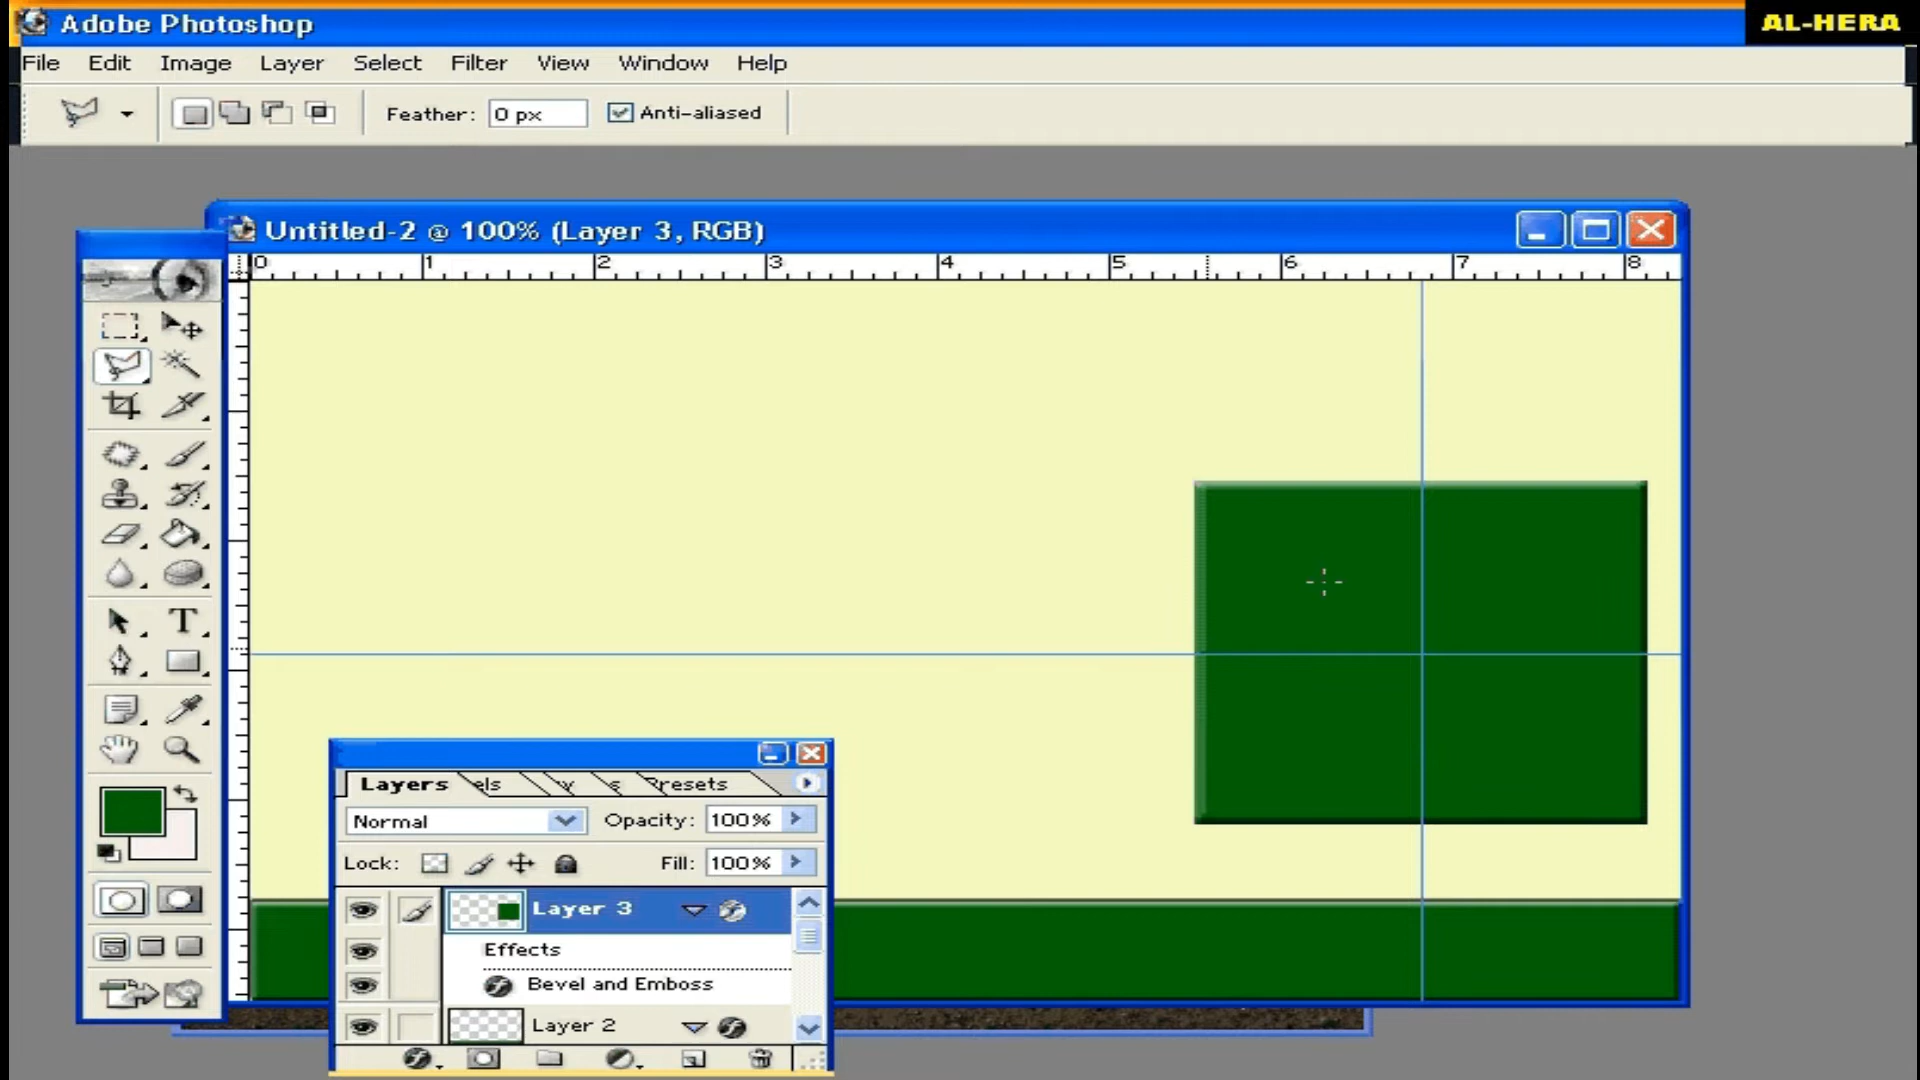 Adobe Photoshop
AL-HERA
File Edit Image Layer Select Filter View Window Help
Feather: 0 px Anti-aliased
Untitled-2 @ 100% (Layer 3, RGB)
0 1 2 3 4 5 6 7 8
T
Layers els y s Presets
Normal Opacity: 100%
Lock: Fill: 100%
Layer 3
Effects
Bevel and Emboss
Layer 2